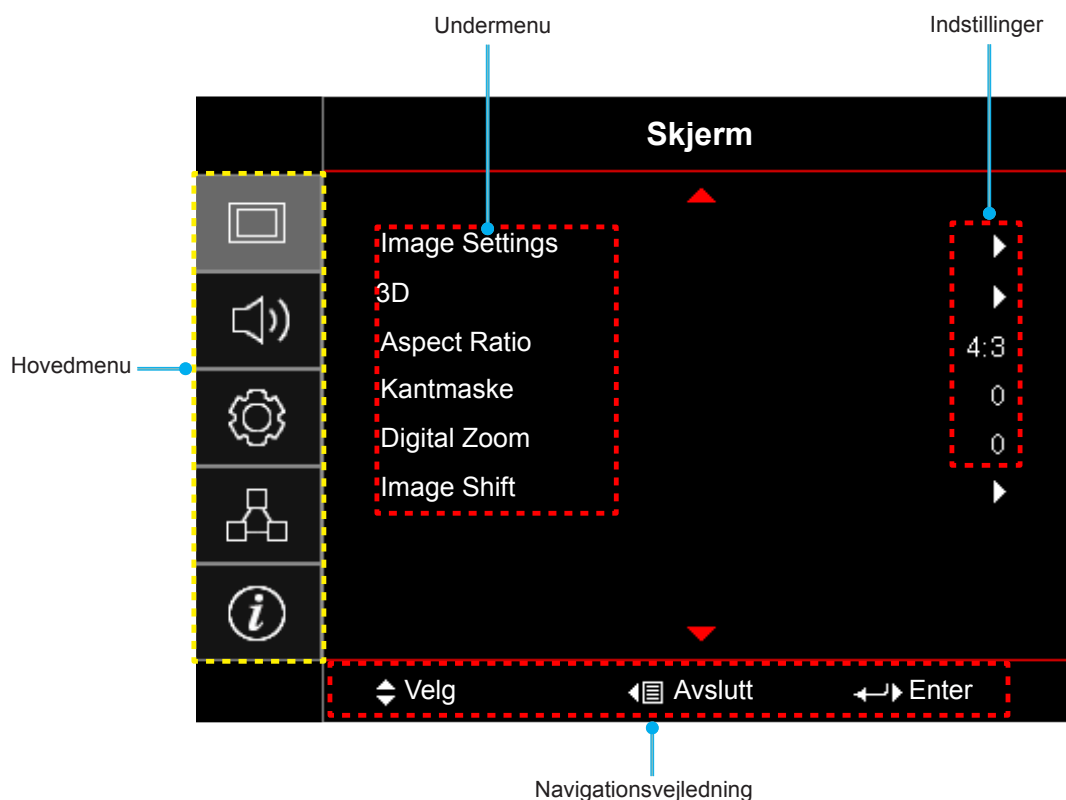 Undermenu
Indstillinger
Skjerm
Image Settings
3D
Aspect Ratio
4:3
Hovedmenu
Kantmaske
0
Digital Zoom
0
Image Shift
Velg
Avslutt
Enter
Navigationsvejledning